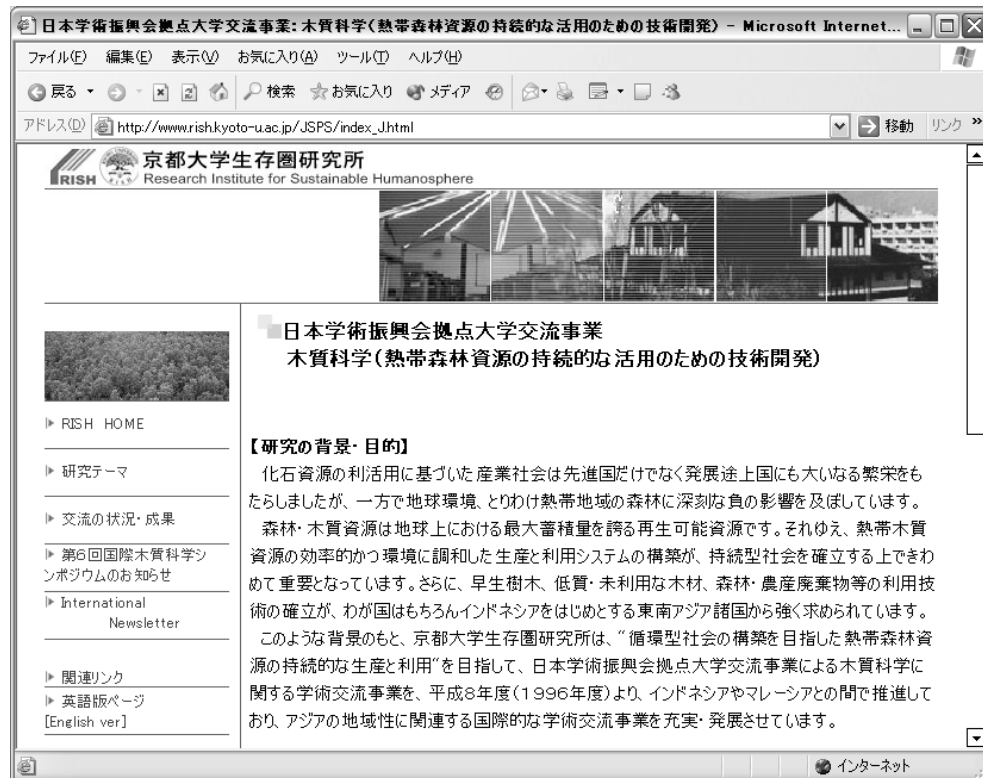 日本学術振興会拠点大学交流事業: 木質科学(熱帯森林資源の持続的な活用のための技術開発) - Microsoft Internet...
ファイル(F) 編集(E) 表示(V) お気に入り(A) ツール(T) ヘルプ(H)
戻る 検索 お気に入り メディア
アドレス(D) http://www.rish.kyoto-u.ac.jp/JSPS/index_J.html 移動 リンク »
RISH 京都大学生存圏研究所
Research Institute for Sustainable Humanosphere
日本学術振興会拠点大学交流事業
木質科学(熱帯森林資源の持続的な活用のための技術開発)
RISH HOME
研究テーマ
交流の状況・成果
第6回国際木質科学シ
ンポジウムのお知らせ
International
Newsletter
関連リンク
英語版ページ
[English ver]
【研究の背景・目的】
化石資源の利活用に基づいた産業社会は先進国だけでなく発展途上国にも大いなる繁栄をも
たらしましたが、一方で地球環境、とりわけ熱帯地域の森林に深刻な負の影響を及ぼしています。
森林・木質資源は地球上における最大蓄積量を誇る再生可能資源です。それゆえ、熱帯木質
資源の効率的かつ環境に調和した生産と利用システムの構築が、持続型社会を確立する上できわ
めて重要となっています。さらに、早生樹木、低質・未利用な木材、森林・農産廃棄物等の利用技
術の確立が、わが国はもちろんインドネシアをはじめとする東南アジア諸国から強く求められています。
このような背景のもと、京都大学生存圏研究所は、“循環型社会の構築を目指した熱帯森林資
源の持続的な生産と利用“を目指して、日本学術振興会拠点大学交流事業による木質科学に
関する学術交流事業を、平成8年度(1996年度)より、インドネシアやマレーシアとの間で推進して
おり、アジアの地域性に関連する国際的な学術交流事業を充実・発展させています。
インターネット